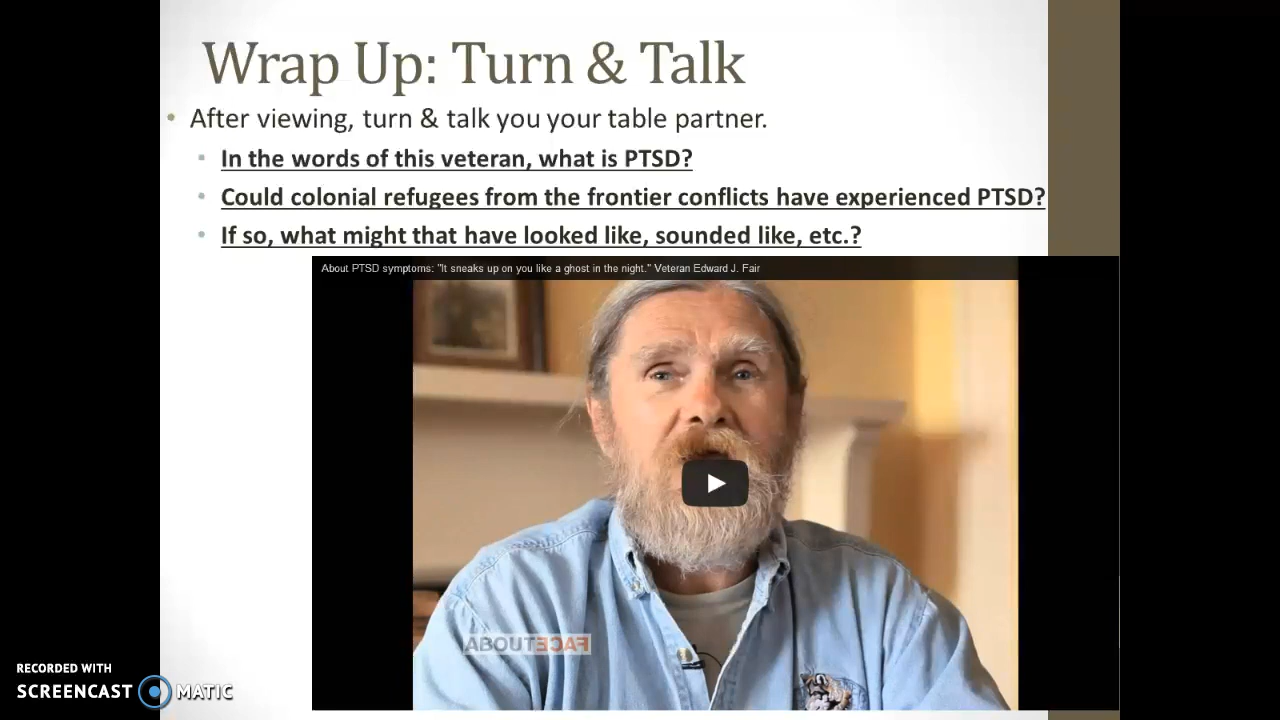 Wrap Up: Turn & Talk
• After viewing, turn & talk you your table partner.
▪ In the words of this veteran, what is PTSD?
▪ Could colonial refugees from the frontier conflicts have experienced PTSD?
▪ If so, what might that have looked like, sounded like, etc.?
About PTSD symptoms: "It sneaks up on you like a ghost in the night." Veteran Edward J. Fair
ABOUTFACE
RECORDED WITH
SCREENCAST MATIC